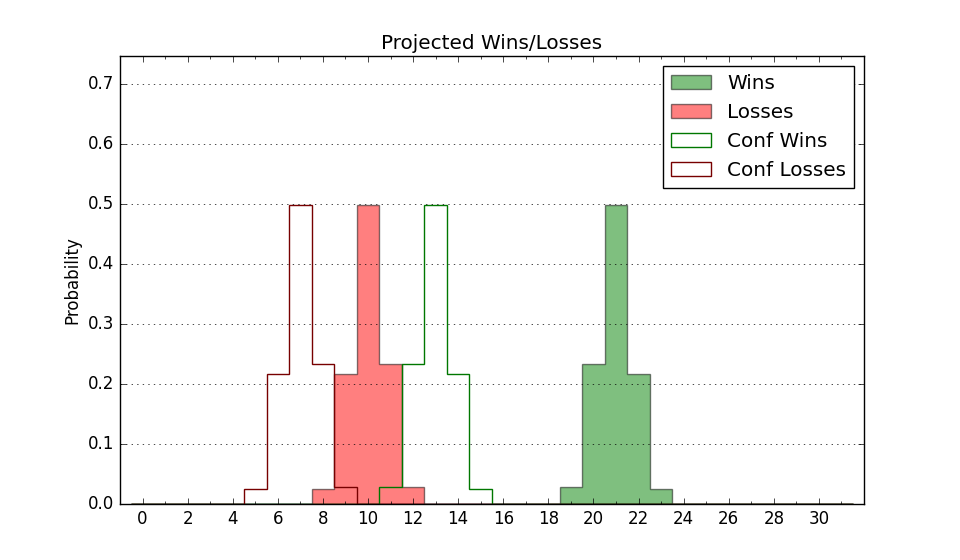 Projected Wins/Losses
0.7
0.6
0.5
0.4
0.3
0.2
0.1
0.0
Probability
Wins
Losses
Conf Wins
Conf Losses
0 2 4 6 8 10 12 14 16 18 20 22 24 26 28 30